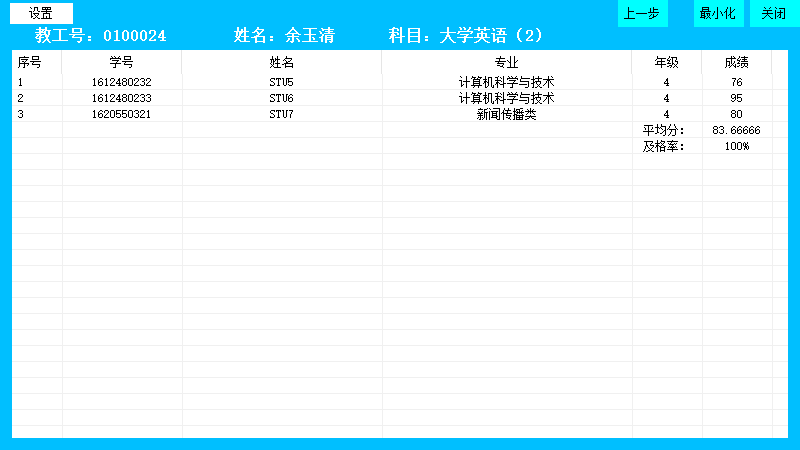 设置 上一步 最小化 关闭
教工号：0100024 姓名：余玉清 科目：大学英语（2）
序号 学号 姓名 专业 年级 成绩
1 1612480232 STU5 计算机科学与技术 4 76
2 1612480233 STU6 计算机科学与技术 4 95
3 1620550321 STU7 新闻传播类 4 80
平均分： 83.66666
及格率： 100%